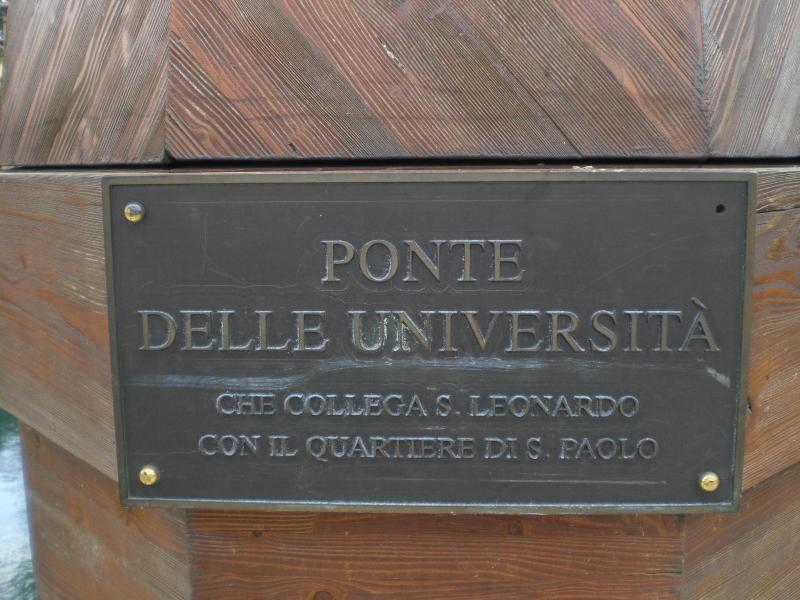 PONTE
DELLE UNIVERSITÀ
CHE COLLEGA S. LEONARDO
CON IL QUARTIERE DI S. PAOLO